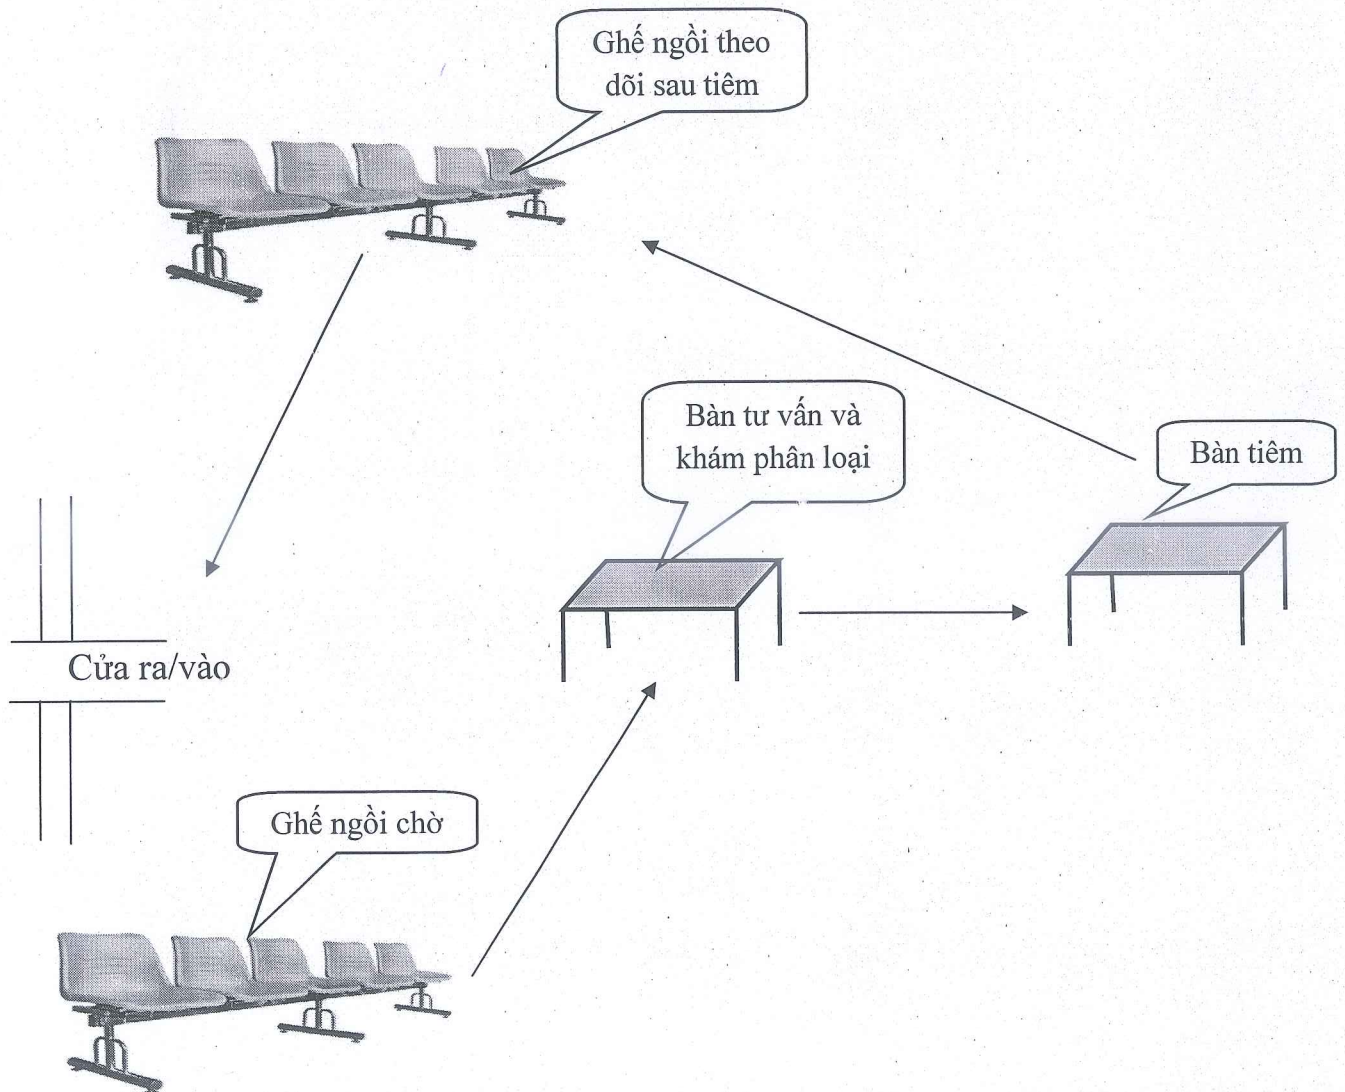 Ghế ngồi theo
dõi sau tiêm
Bàn tư vấn và
khám phân loại
Bàn tiêm
Cửa ra/vào
Ghế ngồi chờ